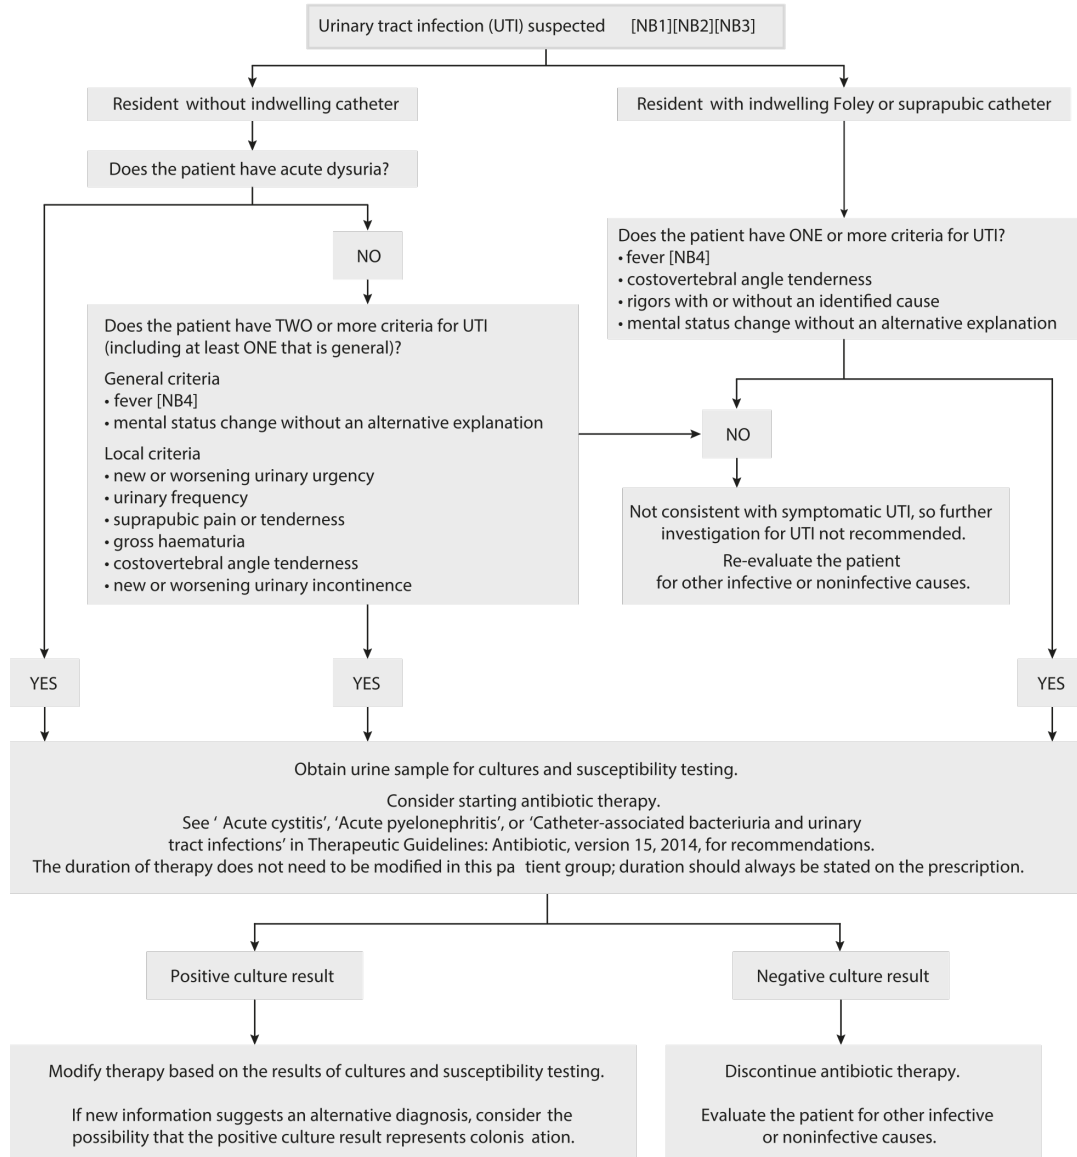 Urinary tract infection (UTI) suspected [NB1][NB2][NB3]
Resident without indwelling catheter
Resident with indwelling Foley or suprapubic catheter
Does the patient have acute dysuria?
NO
Does the patient have ONE or more criteria for UTI?
• fever [NB4]
• costovertebral angle tenderness
• rigors with or without an identified cause
• mental status change without an alternative explanation
Does the patient have TWO or more criteria for UTI
(including at least ONE that is general)?
General criteria
• fever [NB4]
• mental status change without an alternative explanation
Local criteria
• new or worsening urinary urgency
• urinary frequency
• suprapubic pain or tenderness
• gross haematuria
• costovertebral angle tenderness
• new or worsening urinary incontinence
NO
Not consistent with symptomatic UTI, so further
investigation for UTI not recommended.
Re-evaluate the patient
for other infective or noninfective causes.
YES
YES
YES
Obtain urine sample for cultures and susceptibility testing.
Consider starting antibiotic therapy.
See ‘ Acute cystitis’, ‘Acute pyelonephritis’, or ‘Catheter-associated bacteriuria and urinary
tract infections’ in Therapeutic Guidelines: Antibiotic, version 15, 2014, for recommendations.
The duration of therapy does not need to be modified in this pa tient group; duration should always be stated on the prescription.
Positive culture result
Negative culture result
Modify therapy based on the results of cultures and susceptibility testing.
If new information suggests an alternative diagnosis, consider the
possibility that the positive culture result represents colonis ation.
Discontinue antibiotic therapy.
Evaluate the patient for other infective
or noninfective causes.